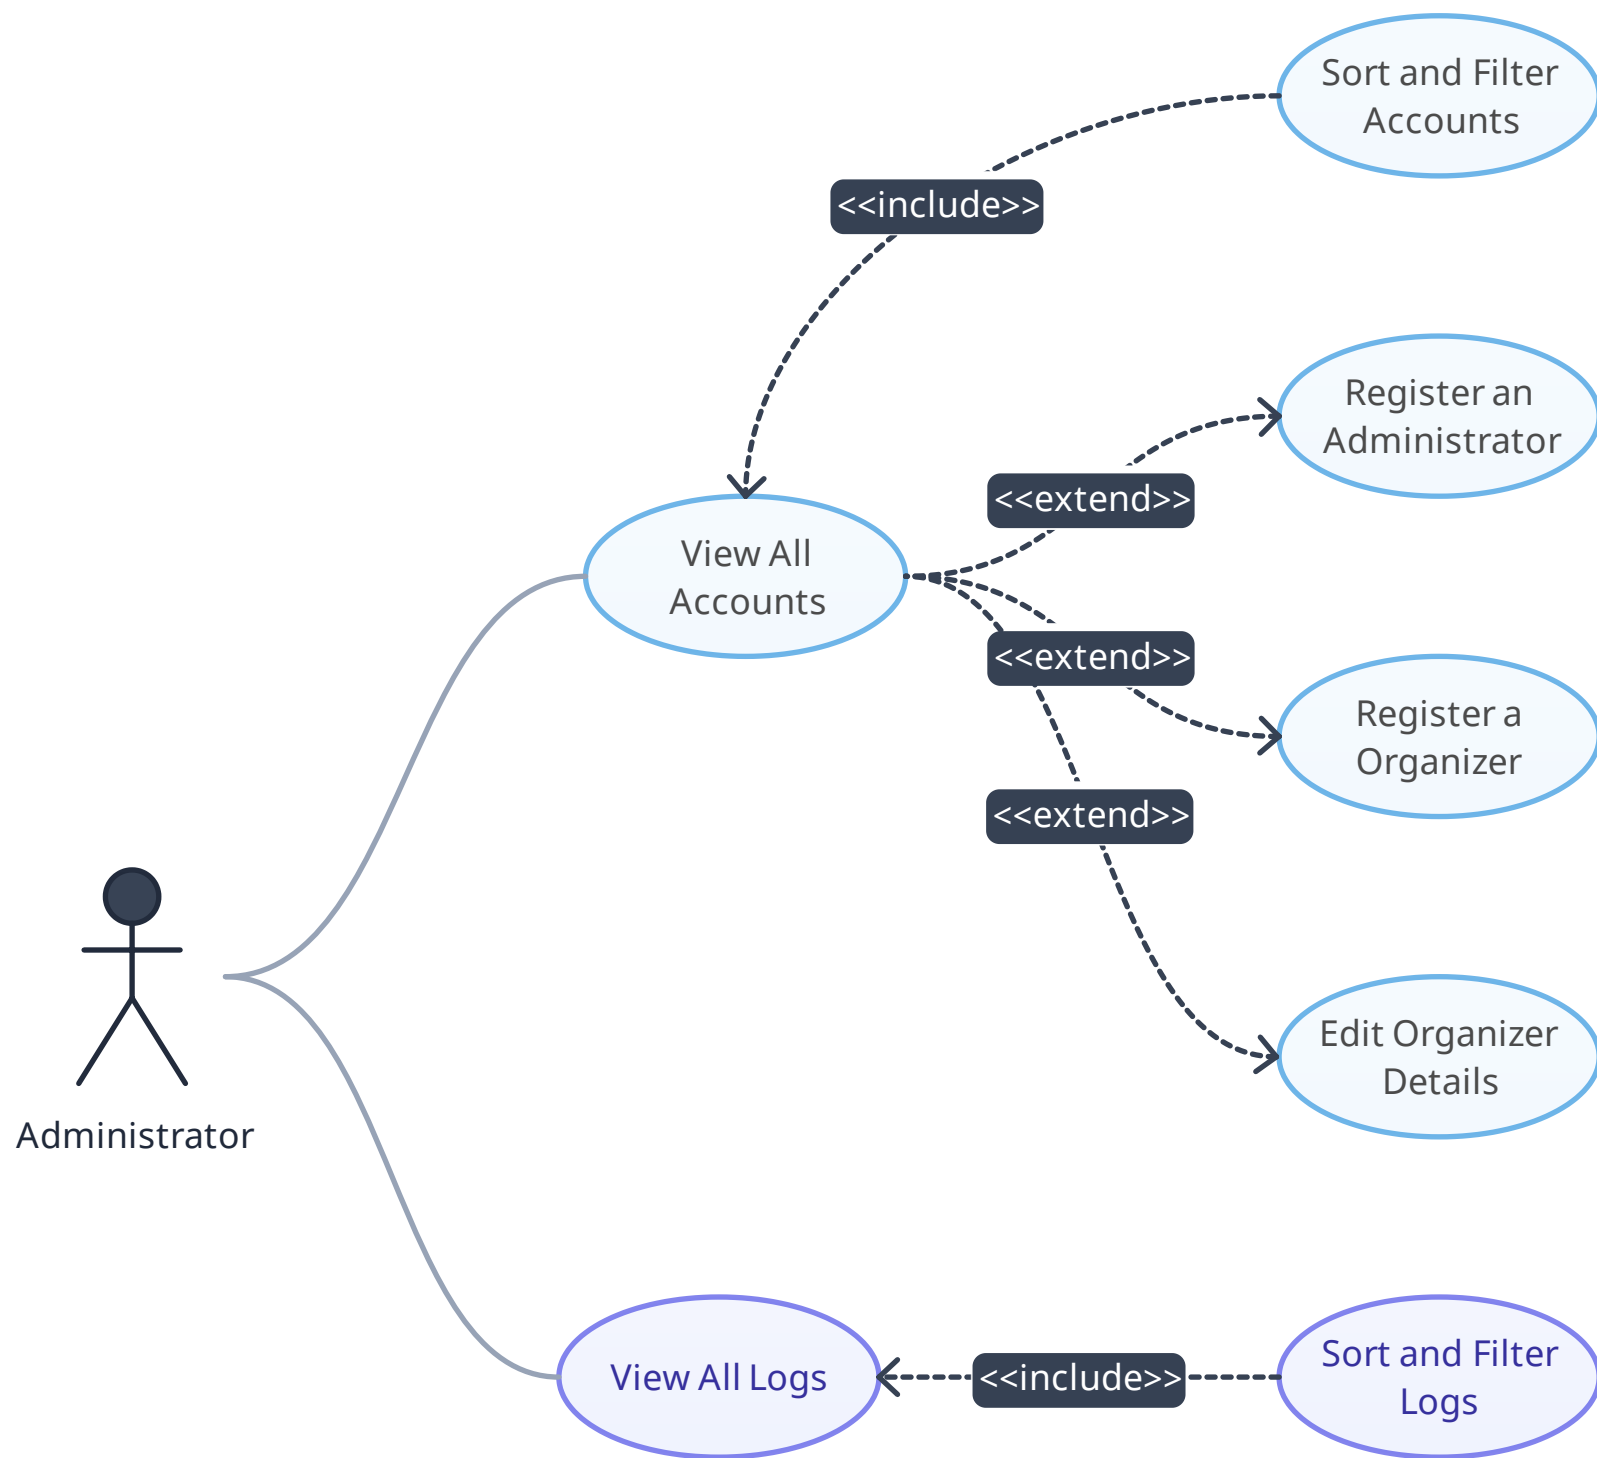 Sort and Filter
Accounts
<<include>>
Register an
Administrator
<<extend>>
View All
Accounts
<<extend>>
Register a
Organizer
<<extend>>
Edit Organizer
Details
Administrator
View All Logs
<<include>>
Sort and Filter
Logs